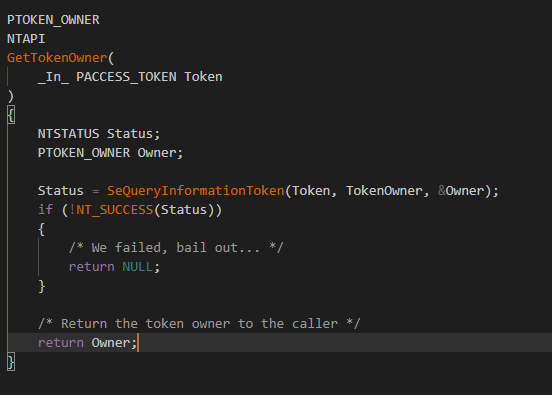 PTOKEN_OWNER
NTAPI
GetTokenOwner(
    _In_ PACCESS_TOKEN Token
)
{
    NTSTATUS Status;
    PTOKEN_OWNER Owner;

    Status = SeQueryInformationToken(Token, TokenOwner, &Owner);
    if (!NT_SUCCESS(Status))
    {
        /* We failed, bail out... */
        return NULL;
    }

    /* Return the token owner to the caller */
    return Owner;
}